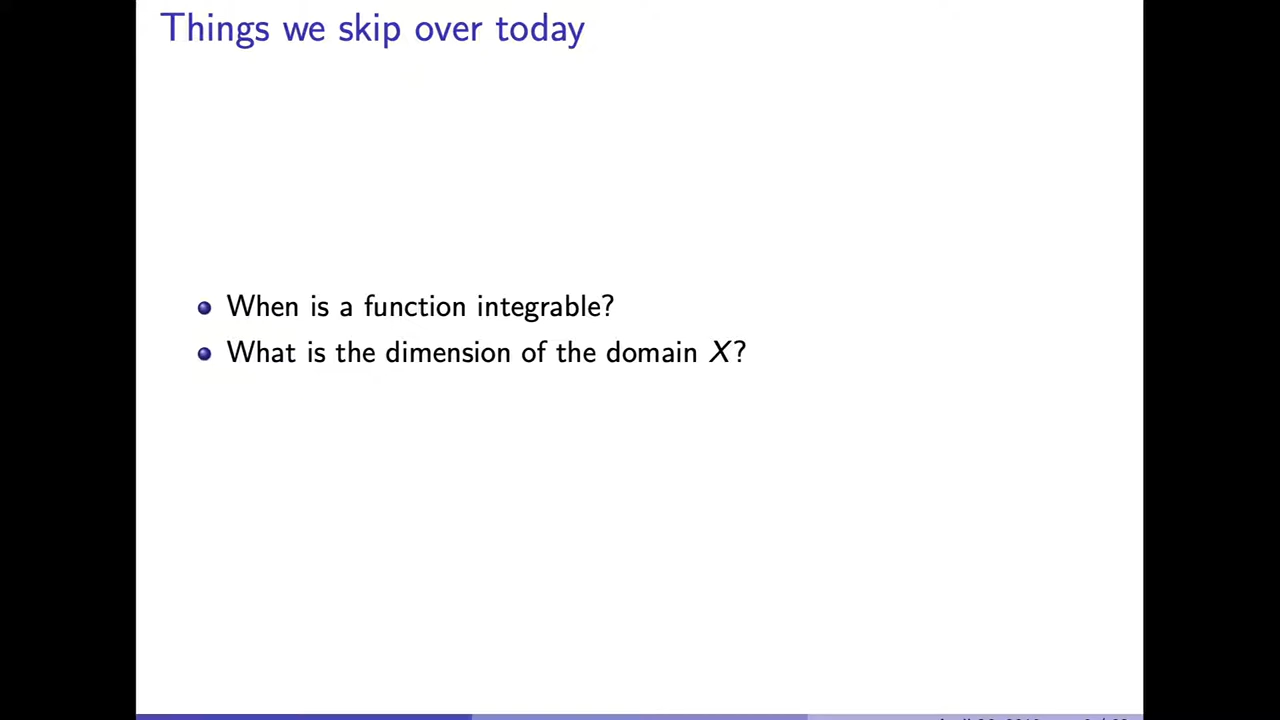 Things we skip over today
When is a function integrable?
What is the dimension of the domain X?